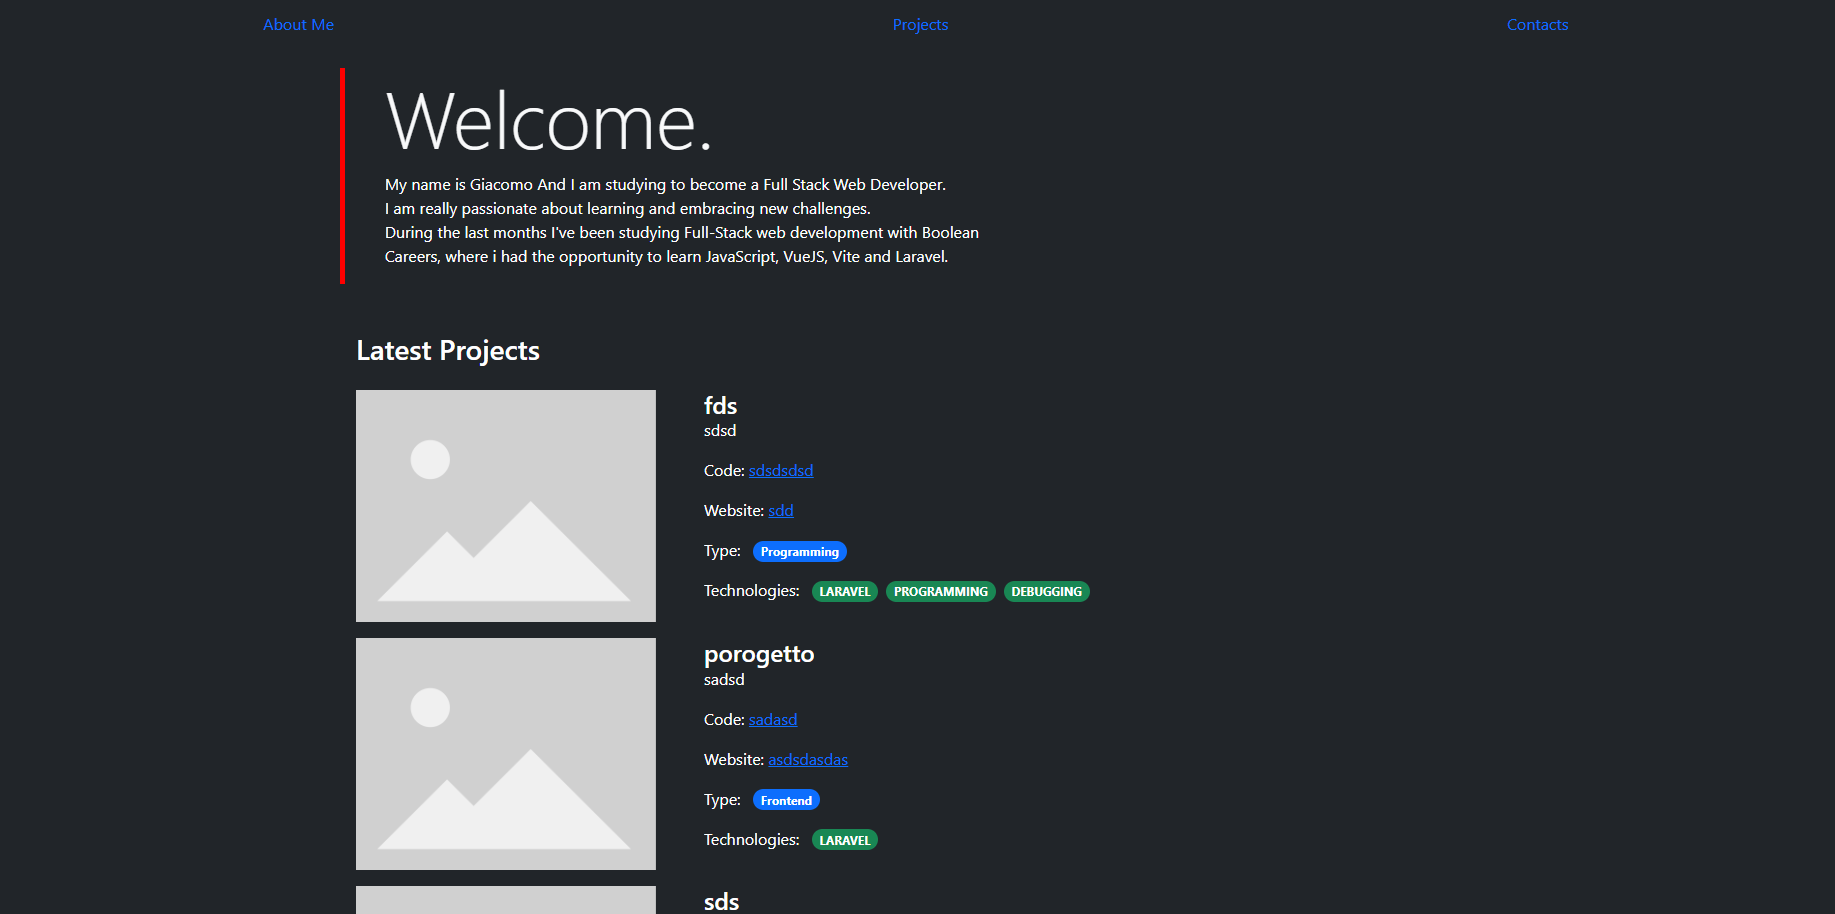 About Me
Projects
Contacts
Welcome.
My name is Giacomo And I am studying to become a Full Stack Web Developer.
I am really passionate about learning and embracing new challenges.
During the last months I've been studying Full-Stack web development with Boolean
Careers, where i had the opportunity to learn JavaScript, VueJS, Vite and Laravel.
Latest Projects
fds
sdsd
Code: sdsdsdsd
Website: sdd
Type: Programming
Technologies: LARAVEL PROGRAMMING DEBUGGING
porogetto
sadsd
Code: sadasd
Website: asdsdasdas
Type: Frontend
Technologies: LARAVEL
sds